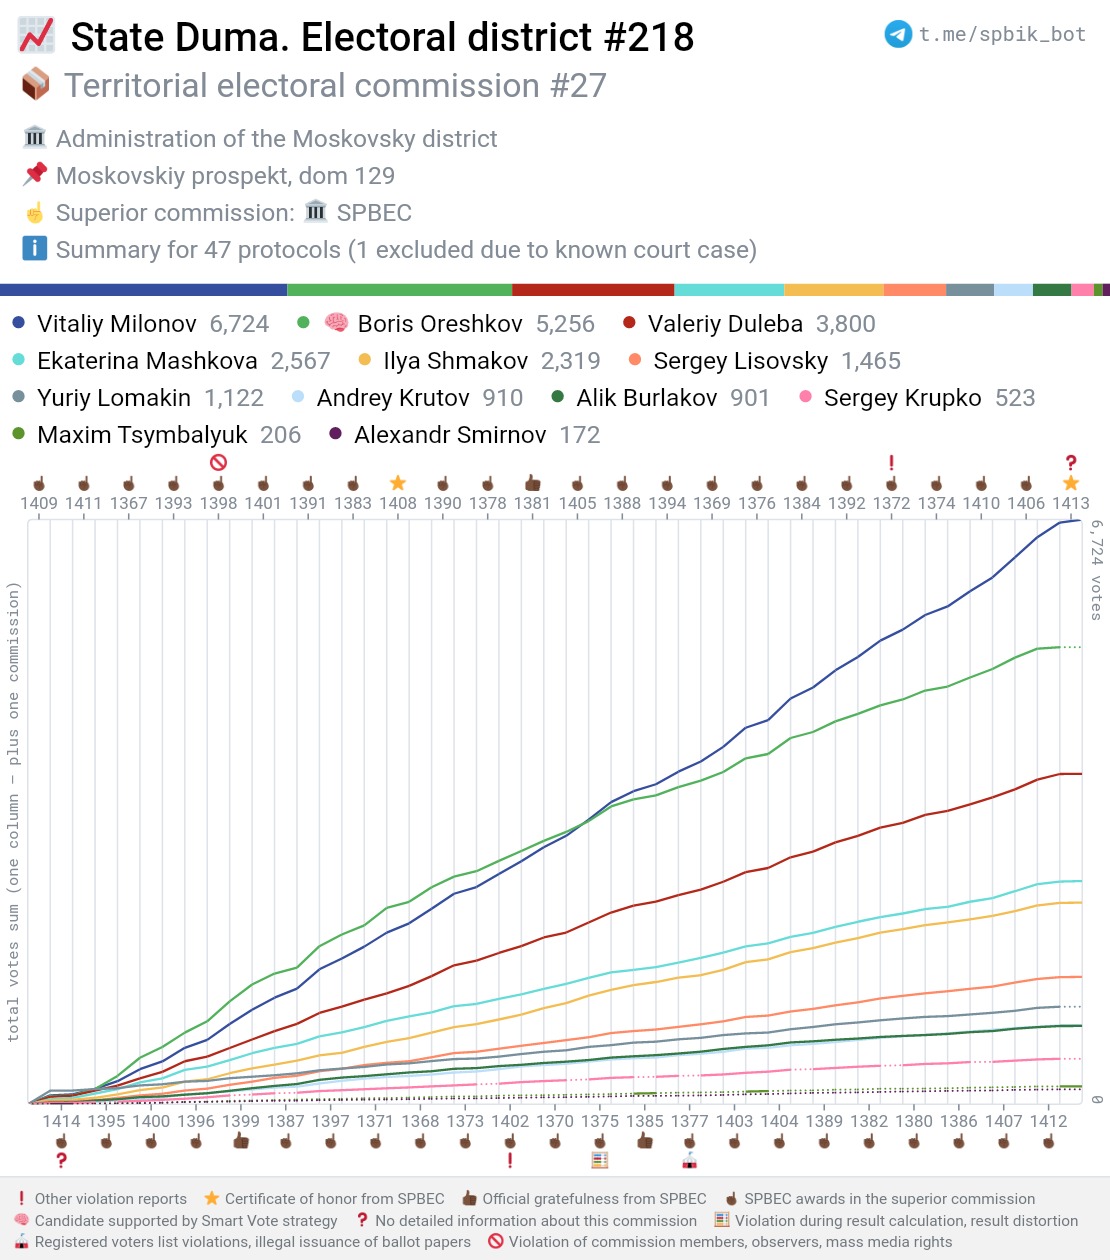 State Duma. Electoral district #218
t.me/spbik_bot
Territorial electoral commission #27
Administration of the Moskovsky district
Moskovskiy prospekt, dom 129
Superior commission: SPBEC
Summary for 47 protocols (1 excluded due to known court case)
Vitaliy Milonov 6,724 Boris Oreshkov 5,256 Valeriy Duleba 3,800
Ekaterina Mashkova 2,567 Ilya Shmakov 2,319 Sergey Lisovsky 1,465
Yuriy Lomakin 1,122 Andrey Krutov 910 Alik Burlakov 901 Sergey Krupko 523
Maxim Tsymbalyuk 206 Alexandr Smirnov 172
1409 1411 1367 1393 1398 1401 1391 1383 1408 1390 1378 1381 1405 1388 1394 1369 1376 1384 1392 1372 1374 1410 1406 1413
6,724 votes
total votes sum (one column – plus one commission)
0
1414 1395 1400 1396 1399 1387 1397 1371 1368 1373 1402 1370 1375 1385 1377 1403 1404 1389 1382 1380 1386 1407 1412
Other violation reports Certificate of honor from SPBEC Official gratefulness from SPBEC SPBEC awards in the superior commission
Candidate supported by Smart Vote strategy No detailed information about this commission Violation during result calculation, result distortion
Registered voters list violations, illegal issuance of ballot papers Violation of commission members, observers, mass media rights